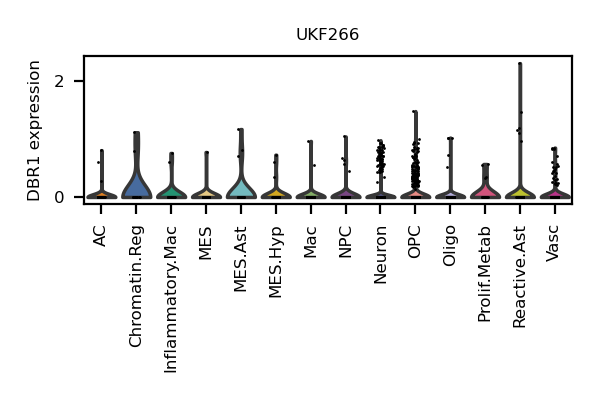 UKF266
DBR1 expression
2
0
AC
Chromatin.Reg
Inflammatory.Mac
MES
MES.Ast
MES.Hyp
Mac
NPC
Neuron
OPC
Oligo
Prolif.Metab
Reactive.Ast
Vasc